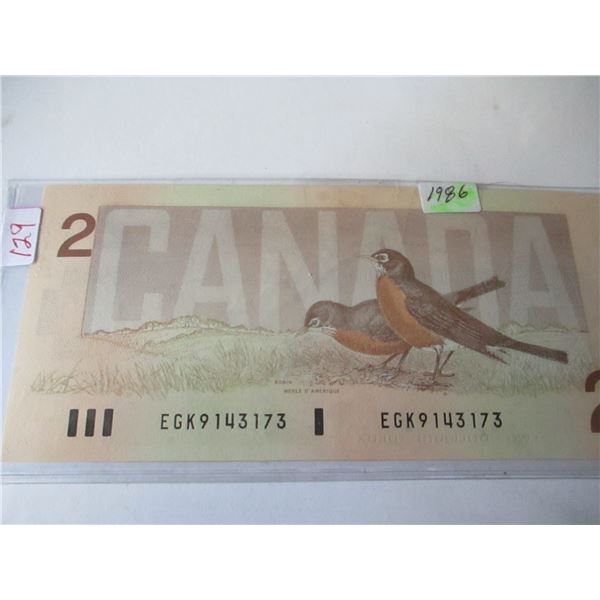 129
1986
2
CANADA
ROBIN
MERLE D'AMÉRIQUE
EGK9143173
EGK9143173
2